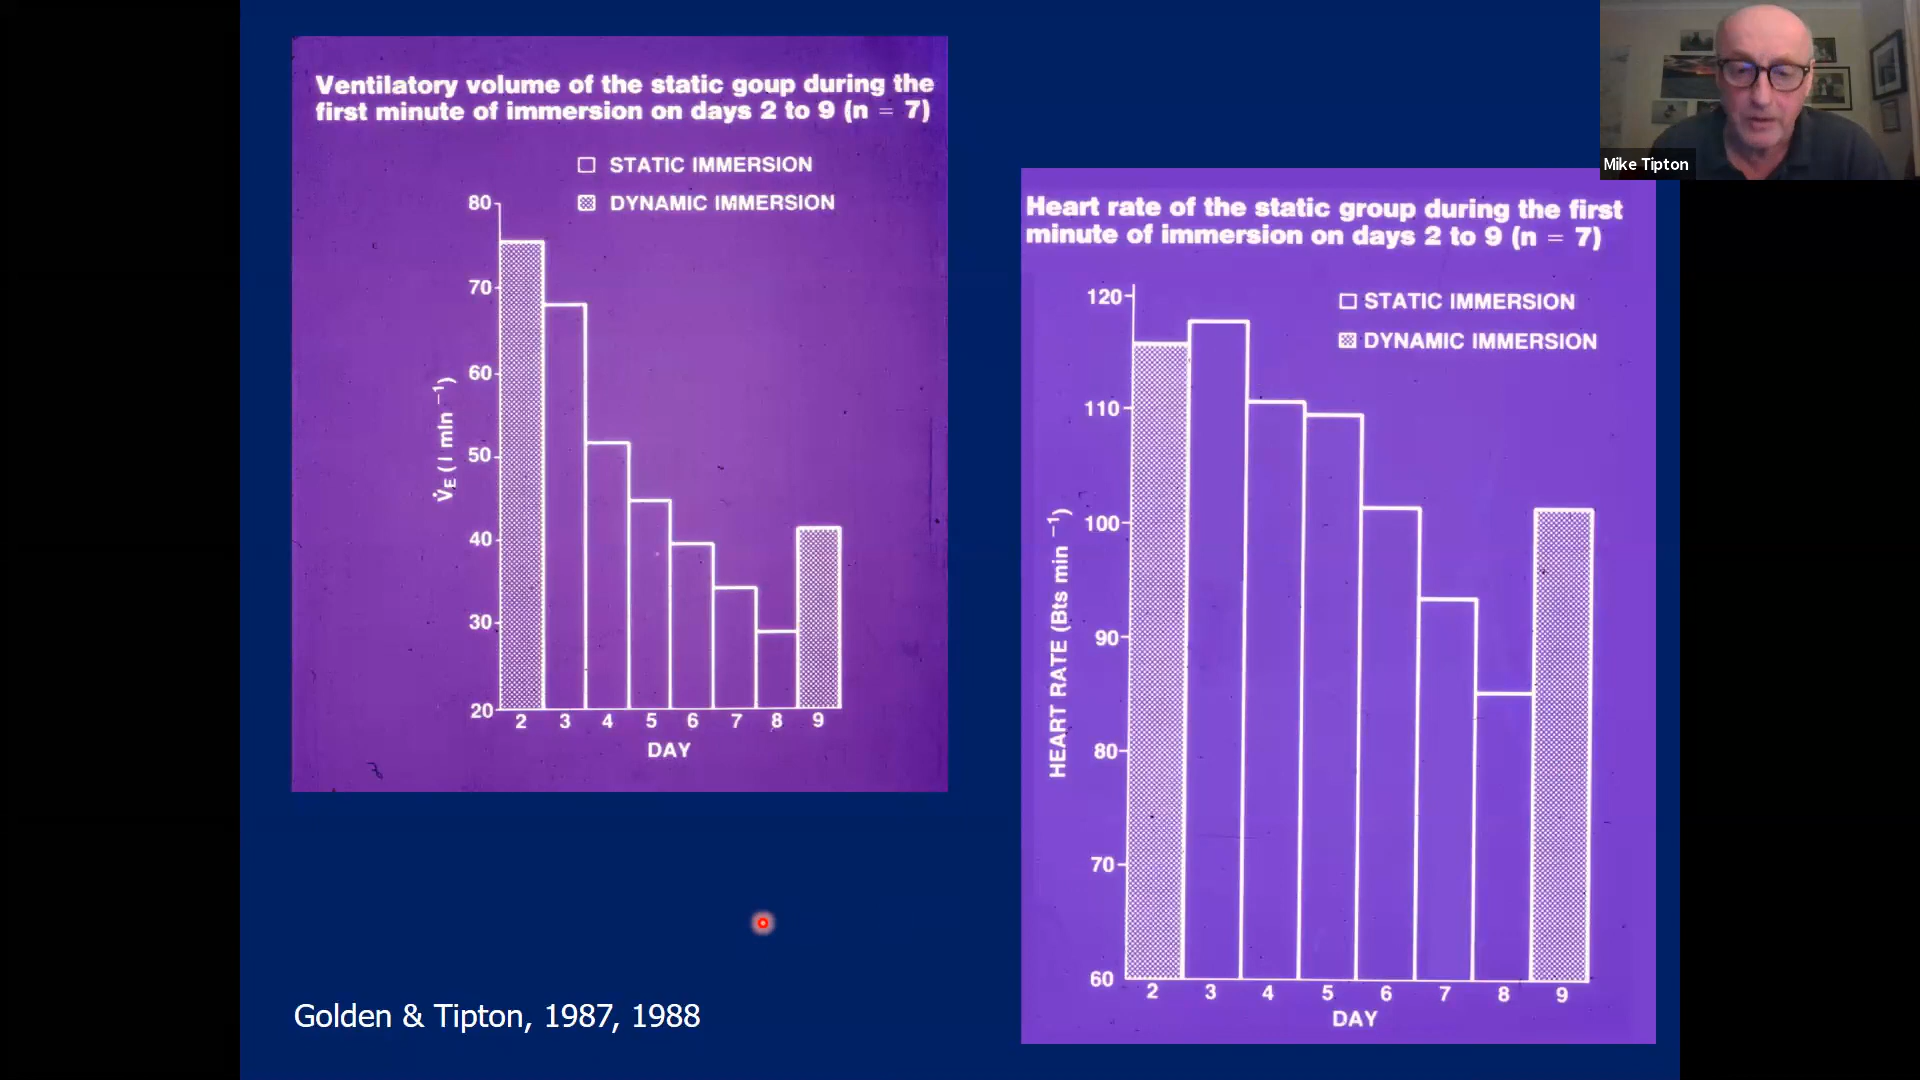 Ventilatory volume of the static goup during the
first minute of immersion on days 2 to 9 (n = 7)
STATIC IMMERSION
DYNAMIC IMMERSION
80
70
60
50
40
30
20
V̇E (l min⁻¹)
2 3 4 5 6 7 8 9
DAY
Mike Tipton
Heart rate of the static group during the first
minute of immersion on days 2 to 9 (n = 7)
STATIC IMMERSION
DYNAMIC IMMERSION
120
110
100
90
80
70
60
HEART RATE (Bts min⁻¹)
2 3 4 5 6 7 8 9
DAY
Golden & Tipton, 1987, 1988